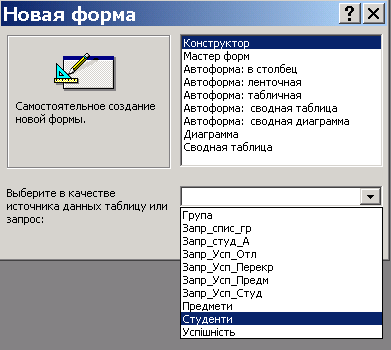 Новая форма
Самостоятельное создание
новой формы.
Конструктор
Мастер форм
Автоформа: в столбец
Автоформа: ленточная
Автоформа: табличная
Автоформа: сводная таблица
Автоформа: сводная диаграмма
Диаграмма
Сводная таблица
Выберите в качестве
источника данных таблицу или
запрос:
Група
Запр_спис_гр
Запр_студ_А
Запр_Усп_Отл
Запр_Усп_Перекр
Запр_Усп_Предм
Запр_Усп_Студ
Предмети
Студенти
Успішність